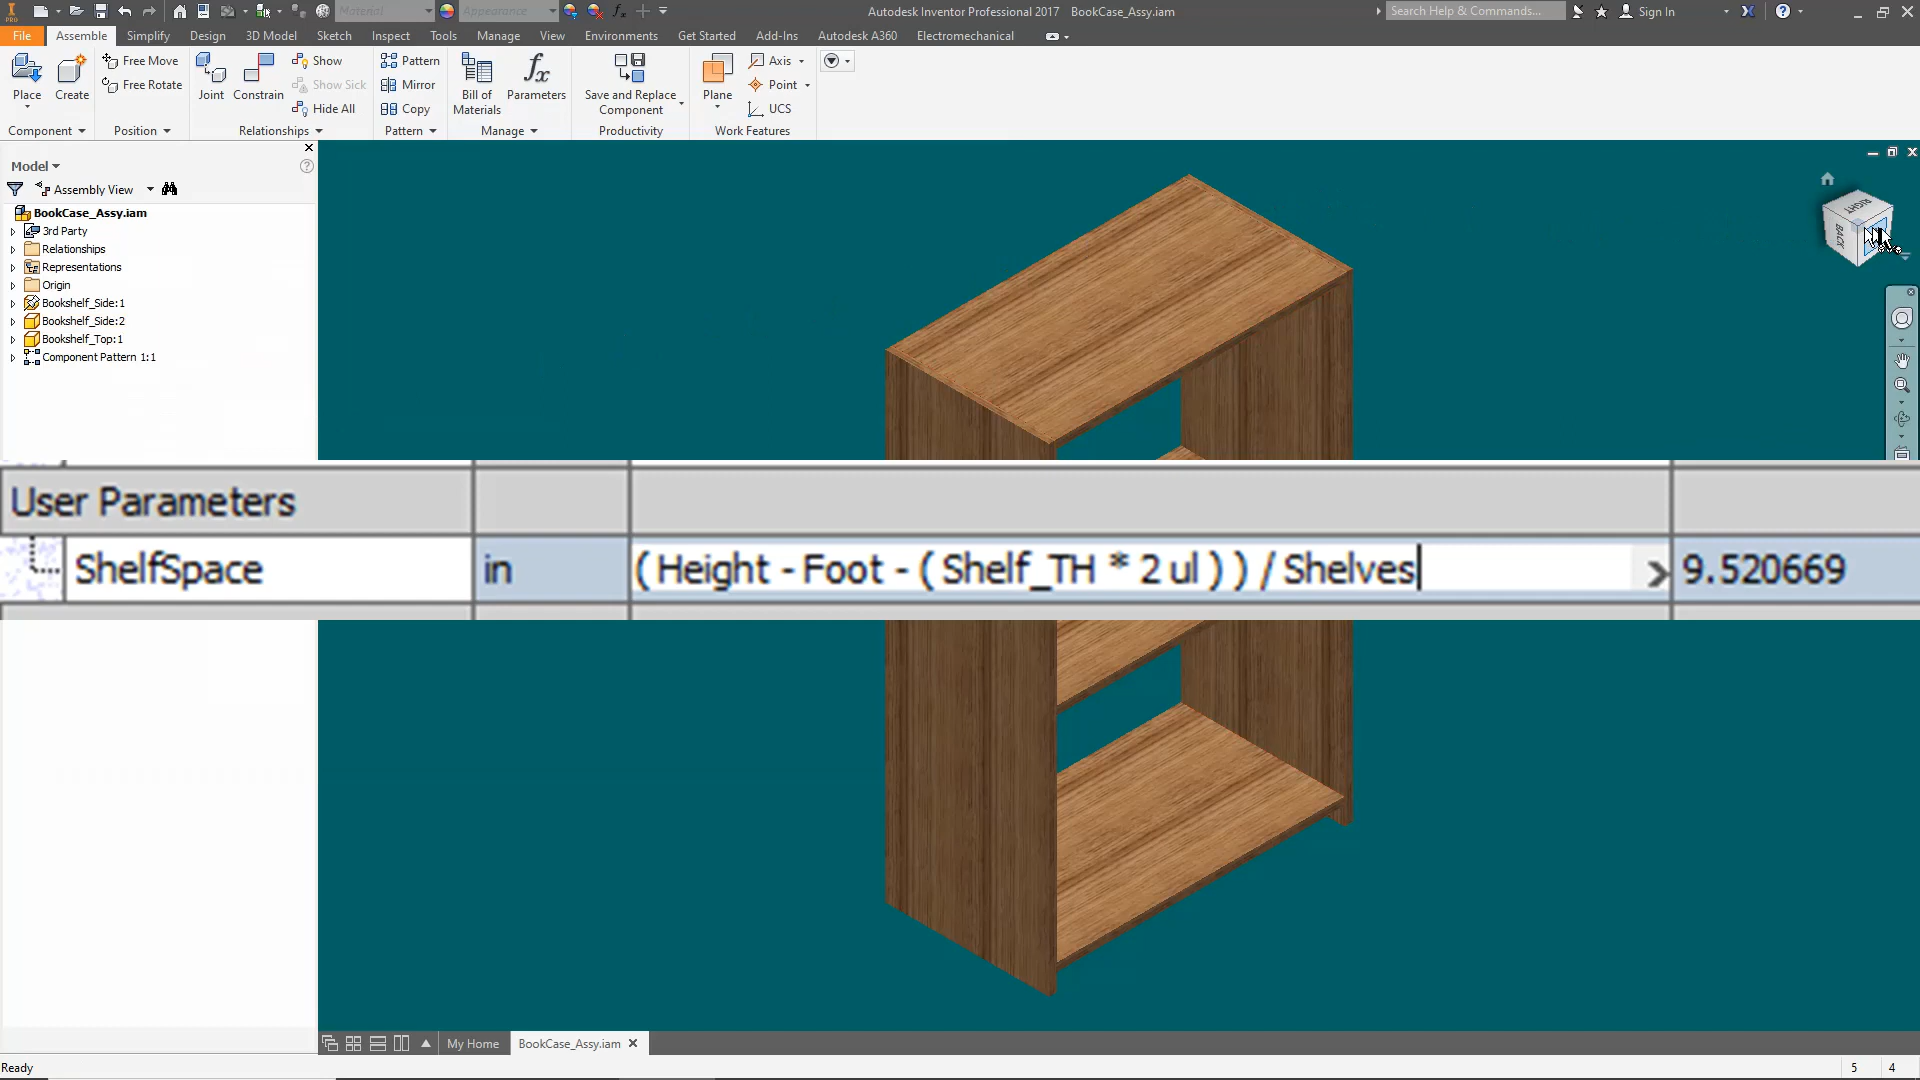 PRO
Material
Appearance
Autodesk Inventor Professional 2017 BookCase_Assy.iam
Search Help & Commands...
Sign In
File Assemble Simplify Design 3D Model Sketch Inspect Tools Manage View Environments Get Started Add-Ins Autodesk A360 Electromechanical
Place
Create
Free Move
Free Rotate
Joint
Constrain
Show
Show Sick
Hide All
Pattern
Mirror
Copy
Bill of
Materials
Parameters
Save and Replace
Component
Plane
Axis
Point
UCS
Component Position Relationships Pattern Manage Productivity Work Features
Model
Assembly View
BookCase_Assy.iam
3rd Party
Relationships
Representations
Origin
Bookshelf_Side:1
Bookshelf_Side:2
Bookshelf_Top:1
Component Pattern 1:1
RIGHT
BACK
User Parameters
ShelfSpace in ( Height - Foot - ( Shelf_TH * 2 ul ) ) / Shelves 9.520669
My Home BookCase_Assy.iam
Ready 5 4